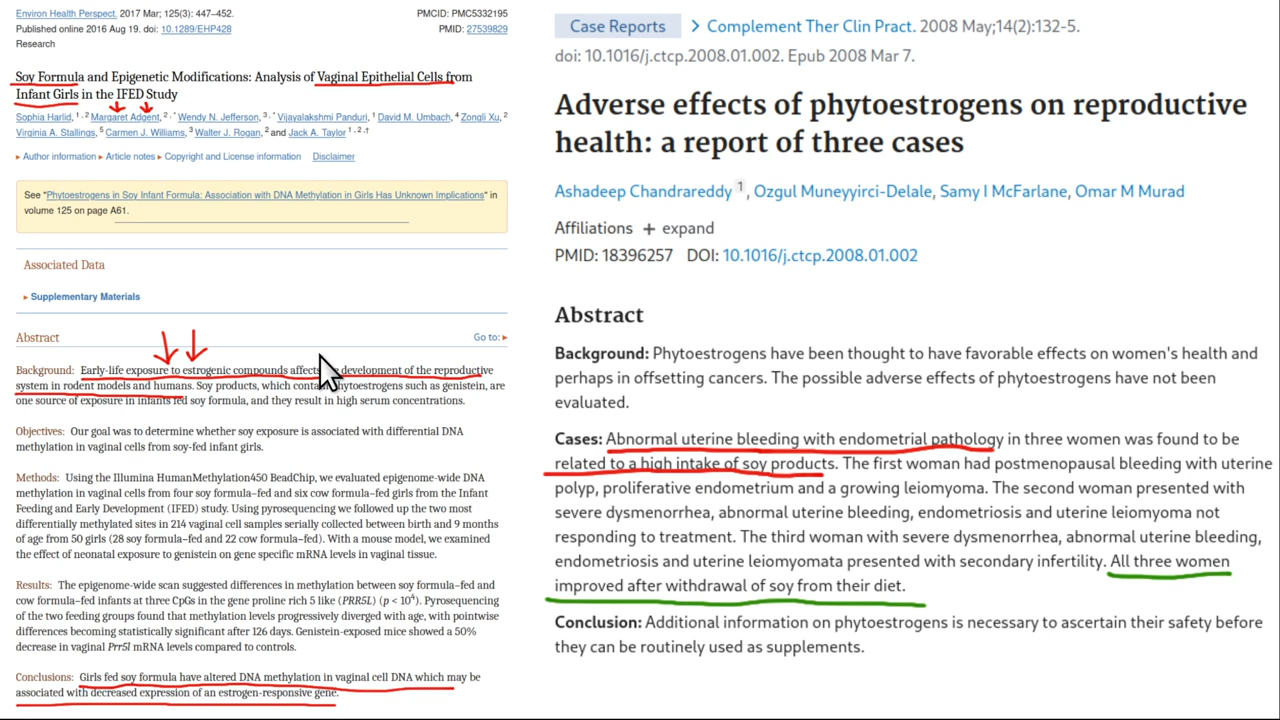 Environ Health Perspect. 2017 Mar; 125(3): 447–452.
PMCID: PMC5332195
Published online 2016 Aug 19. doi: 10.1289/EHP428
PMID: 27539829
Research
Soy Formula and Epigenetic Modifications: Analysis of Vaginal Epithelial Cells from
Infant Girls in the IFED Study
Sophia Harlid, 1,2 Margaret Adgent, 2,* Wendy N. Jefferson, 3,* Vijayalakshmi Panduri, 1 David M. Umbach, 4 Zongli Xu, 2
Virginia A. Stallings, 5 Carmen J. Williams, 3 Walter J. Rogan, 2 and Jack A. Taylor 1,2,†
▸ Author information ▸ Article notes ▸ Copyright and License information Disclaimer
See "Phytoestrogens in Soy Infant Formula: Association with DNA Methylation in Girls Has Unknown Implications" in
volume 125 on page A61.
Associated Data
▸ Supplementary Materials
Abstract
Go to: ▸
Background: Early-life exposure to estrogenic compounds affects development of the reproductive
system in rodent models and humans. Soy products, which phytoestrogens such as genistein, are
one source of exposure in infants fed soy formula, and they result in high serum concentrations.
Objectives: Our goal was to determine whether soy exposure is associated with differential DNA
methylation in vaginal cells from soy-fed infant girls.
Methods: Using the Illumina HumanMethylation450 BeadChip, we evaluated epigenome-wide DNA
methylation in vaginal cells from four soy formula–fed and six cow formula–fed girls from the Infant
Feeding and Early Development (IFED) study. Using pyrosequencing we followed up the two most
differentially methylated sites in 214 vaginal cell samples serially collected between birth and 9 months
of age from 50 girls (28 soy formula–fed and 22 cow formula–fed). With a mouse model, we examined
the effect of neonatal exposure to genistein on gene specific mRNA levels in vaginal tissue.
Results: The epigenome-wide scan suggested differences in methylation between soy formula–fed and
cow formula–fed infants at three CpGs in the gene proline rich 5 like (PRR5L) (p < 10⁴). Pyrosequencing
of the two feeding groups found that methylation levels progressively diverged with age, with pointwise
differences becoming statistically significant after 126 days. Genistein-exposed mice showed a 50%
decrease in vaginal Prr5l mRNA levels compared to controls.
Conclusions: Girls fed soy formula have altered DNA methylation in vaginal cell DNA which may be
associated with decreased expression of an estrogen-responsive gene.
Case Reports > Complement Ther Clin Pract. 2008 May;14(2):132-5.
doi: 10.1016/j.ctcp.2008.01.002. Epub 2008 Mar 7.
Adverse effects of phytoestrogens on reproductive
health: a report of three cases
Ashadeep Chandrareddy 1, Ozgul Muneyyirci-Delale, Samy I McFarlane, Omar M Murad
Affiliations + expand
PMID: 18396257 DOI: 10.1016/j.ctcp.2008.01.002
Abstract
Background: Phytoestrogens have been thought to have favorable effects on women's health and
perhaps in offsetting cancers. The possible adverse effects of phytoestrogens have not been
evaluated.
Cases: Abnormal uterine bleeding with endometrial pathology in three women was found to be
related to a high intake of soy products. The first woman had postmenopausal bleeding with uterine
polyp, proliferative endometrium and a growing leiomyoma. The second woman presented with
severe dysmenorrhea, abnormal uterine bleeding, endometriosis and uterine leiomyoma not
responding to treatment. The third woman with severe dysmenorrhea, abnormal uterine bleeding,
endometriosis and uterine leiomyomata presented with secondary infertility. All three women
improved after withdrawal of soy from their diet.
Conclusion: Additional information on phytoestrogens is necessary to ascertain their safety before
they can be routinely used as supplements.